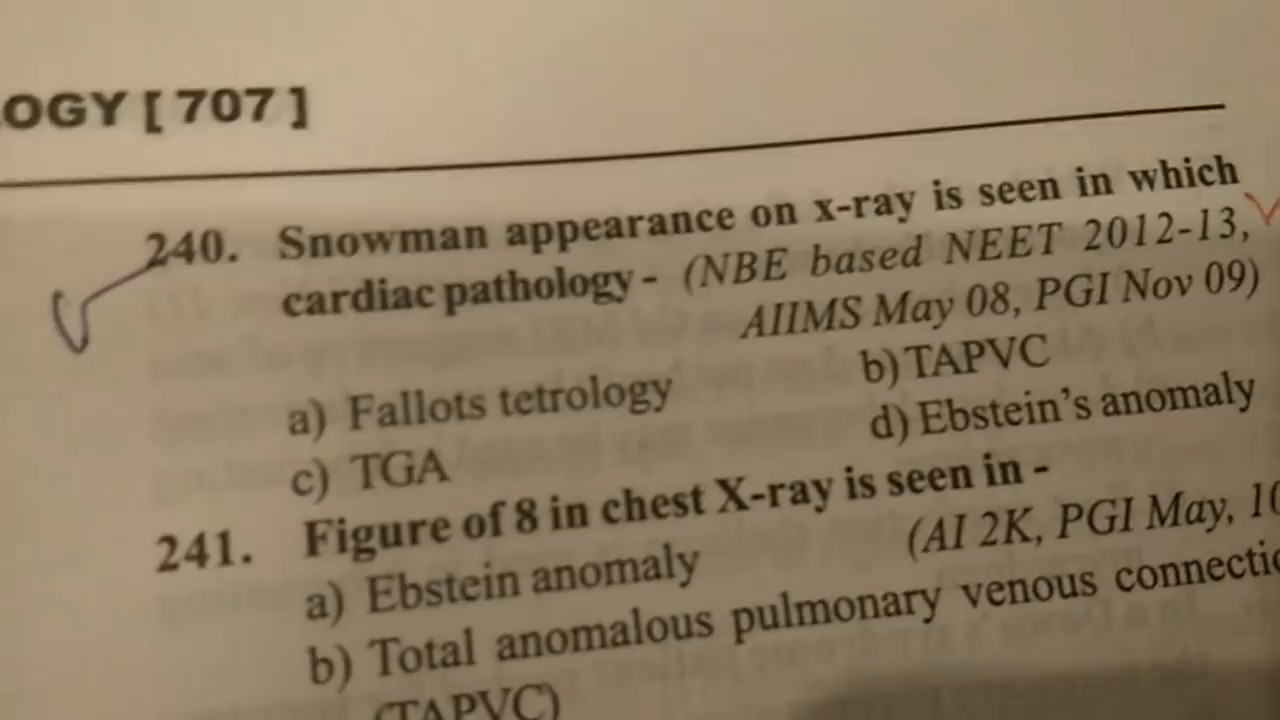 OGY [ 707 ]
240. Snowman appearance on x-ray is seen in which
cardiac pathology - (NBE based NEET 2012-13,
AIIMS May 08, PGI Nov 09)
a) Fallots tetrology b) TAPVC
c) TGA d) Ebstein's anomaly
241. Figure of 8 in chest X-ray is seen in -
(AI 2K, PGI May, 10
a) Ebstein anomaly
b) Total anomalous pulmonary venous connectio
(TAPVC)